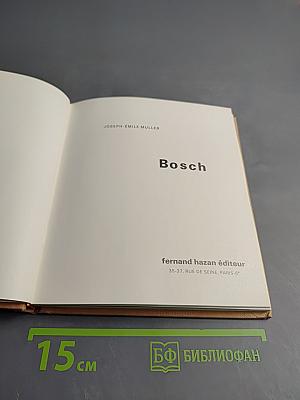 JOSEPH-ÉMILE MULLER
Bosch
fernand hazan éditeur
35-37, RUE DE SEINE, PARIS-6e
15 см
БФ БИБЛИОФАН